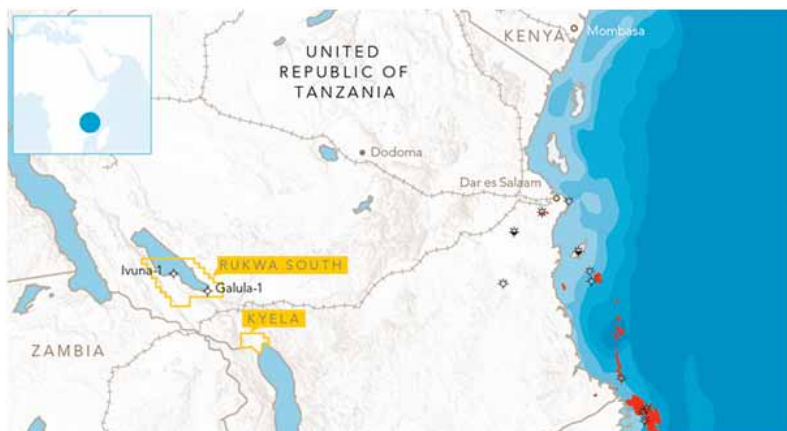 KENYA
Mombasa
UNITED
REPUBLIC OF
TANZANIA
Dodoma
Dar es Salaam
RUKWA SOUTH
Ivuna-1
Galula-1
KYELA
ZAMBIA